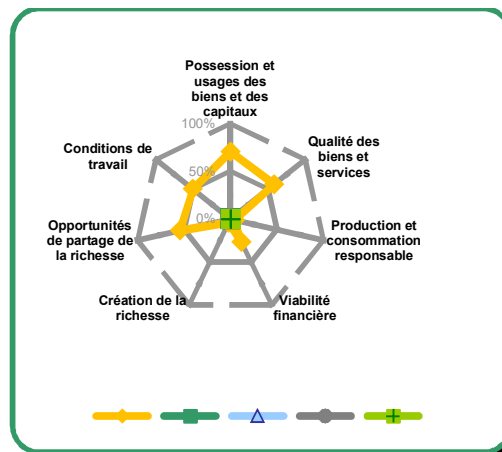 Possession et
usages des
biens et des
capitaux
100%
Qualité des
biens et
services
Conditions de
travail
50%
Opportunités
de partage de
la richesse
0%
Production et
consommation
responsable
Création de la
richesse
Viabilité
financière